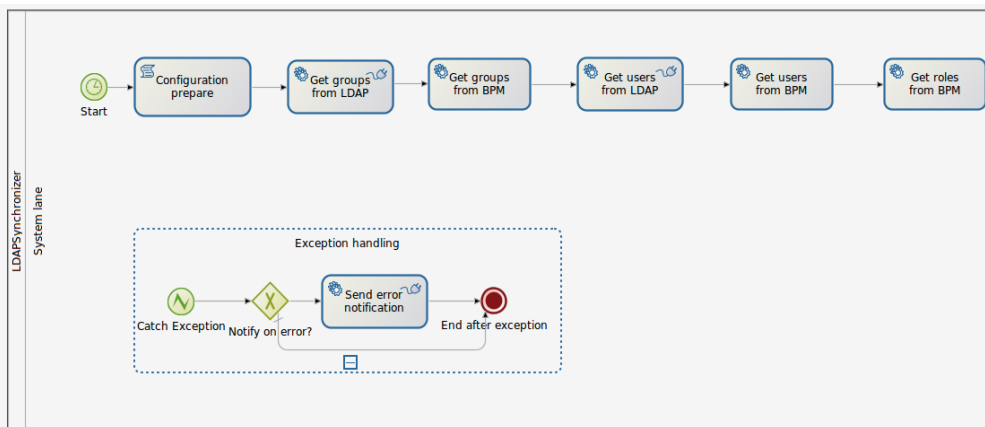 LDAPSynchronizer
System lane
Start
Configuration
prepare
Get groups
from LDAP
Get groups
from BPM
Get users
from LDAP
Get users
from BPM
Get roles
from BPM
Exception handling
Catch Exception
Notify on error?
Send error
notification
End after exception